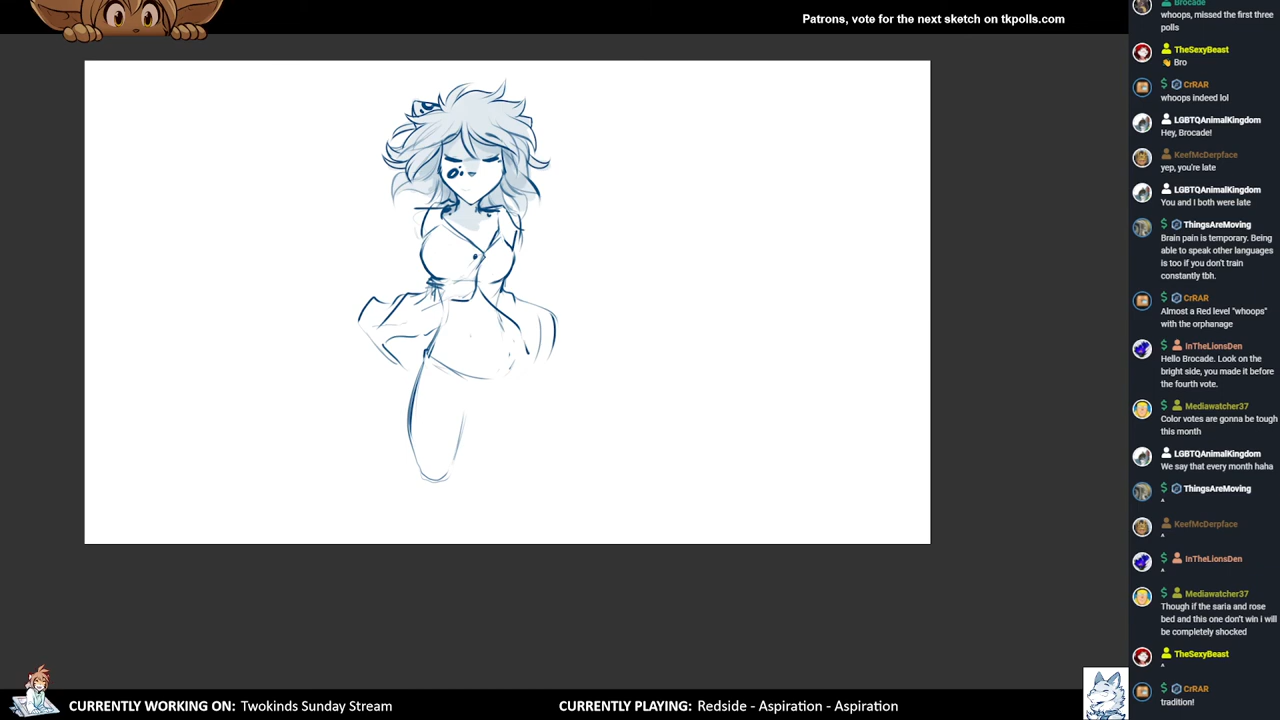 Patrons, vote for the next sketch on tkpolls.com
Brocade
whoops, missed the first three
polls
TheSexyBeast
👏 Bro
CrRAR
whoops indeed lol
LGBTQAnimalKingdom
Hey, Brocade!
KeefMcDerpface
yep, you're late
LGBTQAnimalKingdom
You and I both were late
ThingsAreMoving
Brain pain is temporary. Being
able to speak other languages
is too if you don't train
constantly tbh.
CrRAR
Almost a Red level "whoops"
with the orphanage
InTheLionsDen
Hello Brocade. Look on the
bright side, you made it before
the fourth vote.
Mediawatcher37
Color votes are gonna be tough
this month
LGBTQAnimalKingdom
We say that every month haha
ThingsAreMoving
^
KeefMcDerpface
^
InTheLionsDen
^
Mediawatcher37
Though if the saria and rose
bed and this one don't win i will
be completely shocked
TheSexyBeast
^
CrRAR
tradition!
CURRENTLY WORKING ON: Twokinds Sunday Stream
CURRENTLY PLAYING: Redside - Aspiration - Aspiration